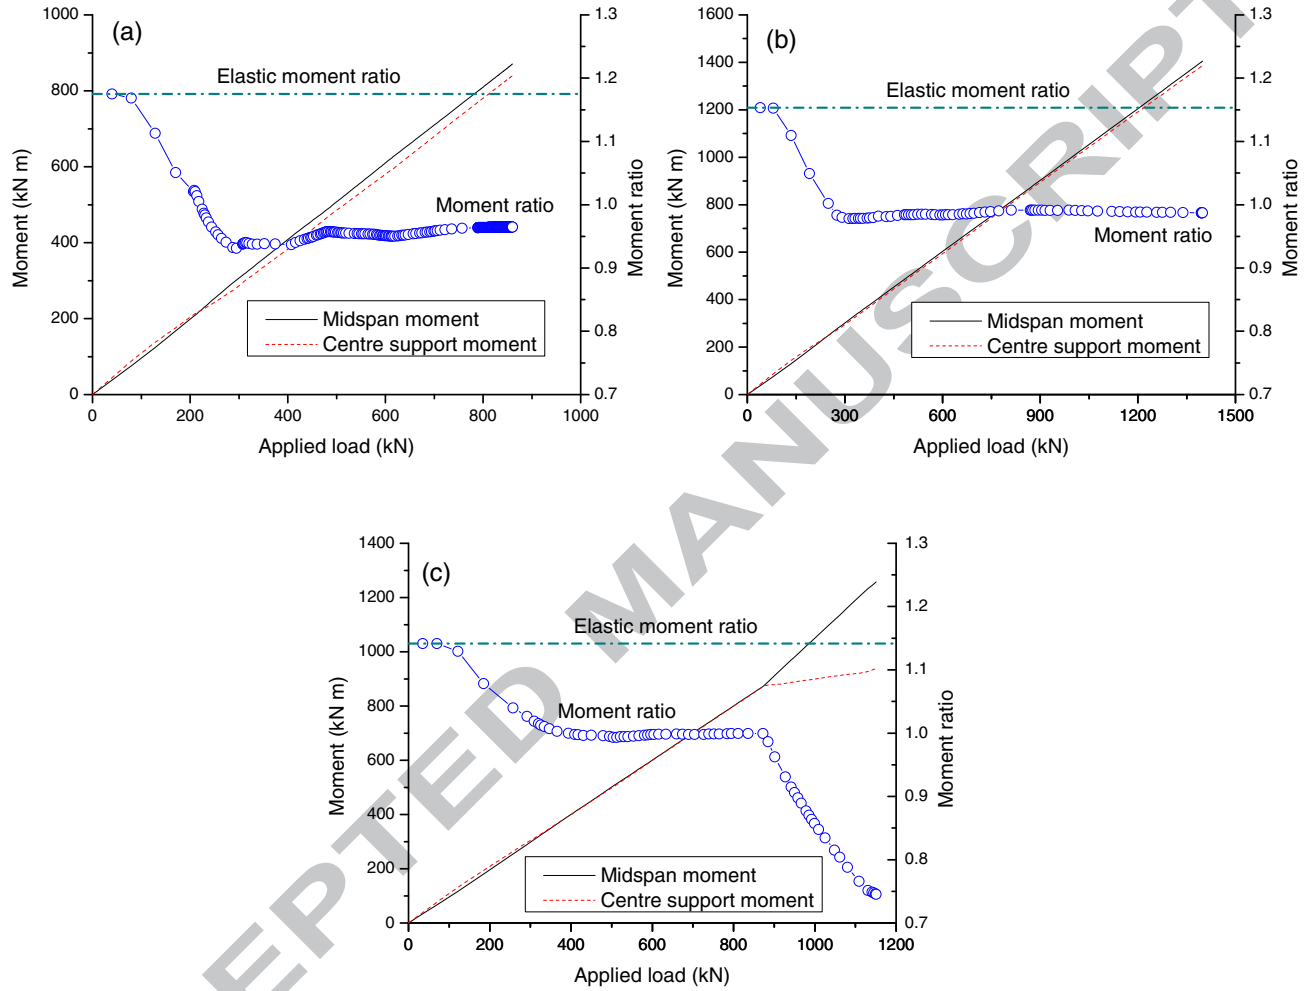 (a)
1000
800
600
400
200
0
Moment (kN m)
1.3
1.2
1.1
1.0
0.9
0.8
0.7
Moment ratio
Elastic moment ratio
Moment ratio
Midspan moment
Centre support moment
0 200 400 600 800 1000
Applied load (kN)
(b)
1600
1400
1200
1000
800
600
400
200
0
Moment (kN m)
1.3
1.2
1.1
1.0
0.9
0.8
0.7
Moment ratio
Elastic moment ratio
Moment ratio
Midspan moment
Centre support moment
0 300 600 900 1200 1500
Applied load (kN)
(c)
1400
1200
1000
800
600
400
200
0
Moment (kN m)
1.3
1.2
1.1
1.0
0.9
0.8
0.7
Moment ratio
Elastic moment ratio
Moment ratio
Midspan moment
Centre support moment
0 200 400 600 800 1000 1200
Applied load (kN)
EPTED MANUSCRIPT